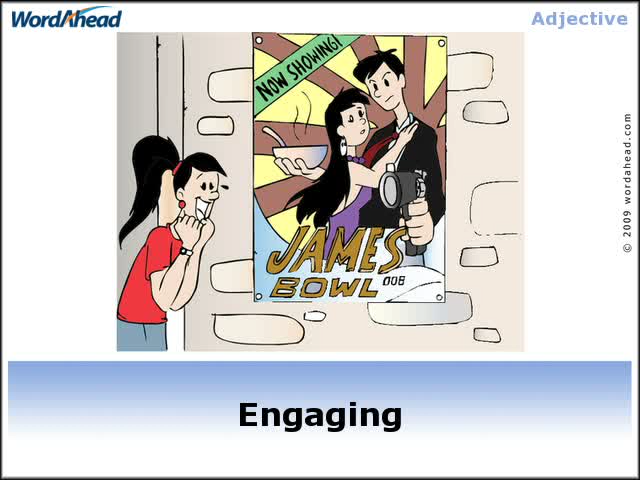 WordAhead
Adjective
NOW SHOWING!
JAMES
BOWL 008
© 2009 wordahead.com
Engaging